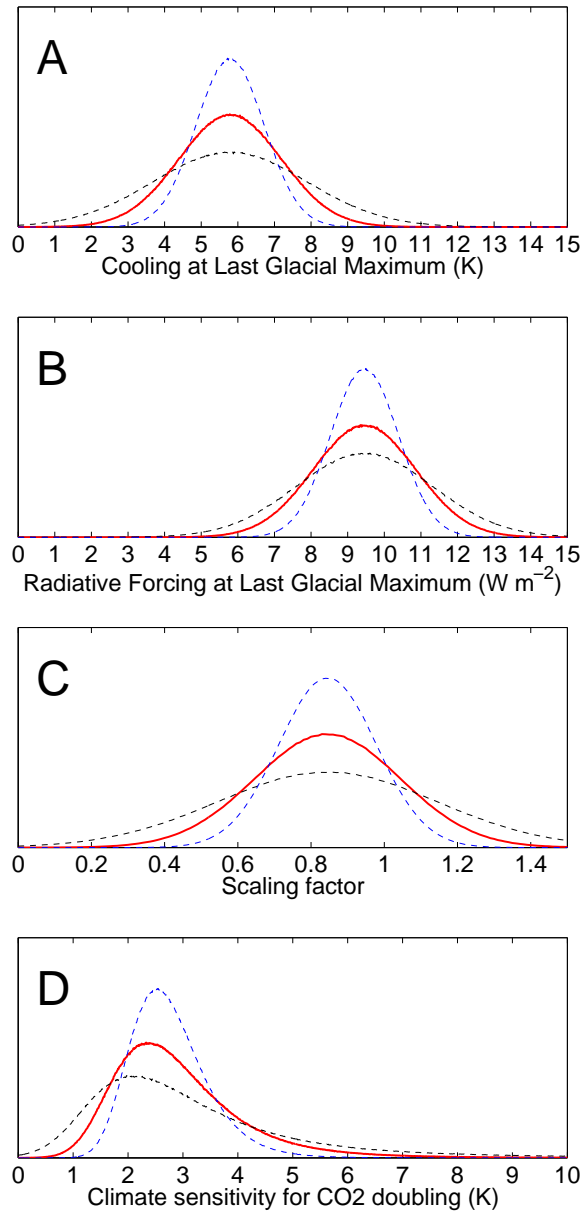 A
0 1 2 3 4 5 6 7 8 9 10 11 12 13 14 15
Cooling at Last Glacial Maximum (K)
B
0 1 2 3 4 5 6 7 8 9 10 11 12 13 14 15
Radiative Forcing at Last Glacial Maximum (W m⁻²)
C
0 0.2 0.4 0.6 0.8 1 1.2 1.4
Scaling factor
D
0 1 2 3 4 5 6 7 8 9 10
Climate sensitivity for CO2 doubling (K)